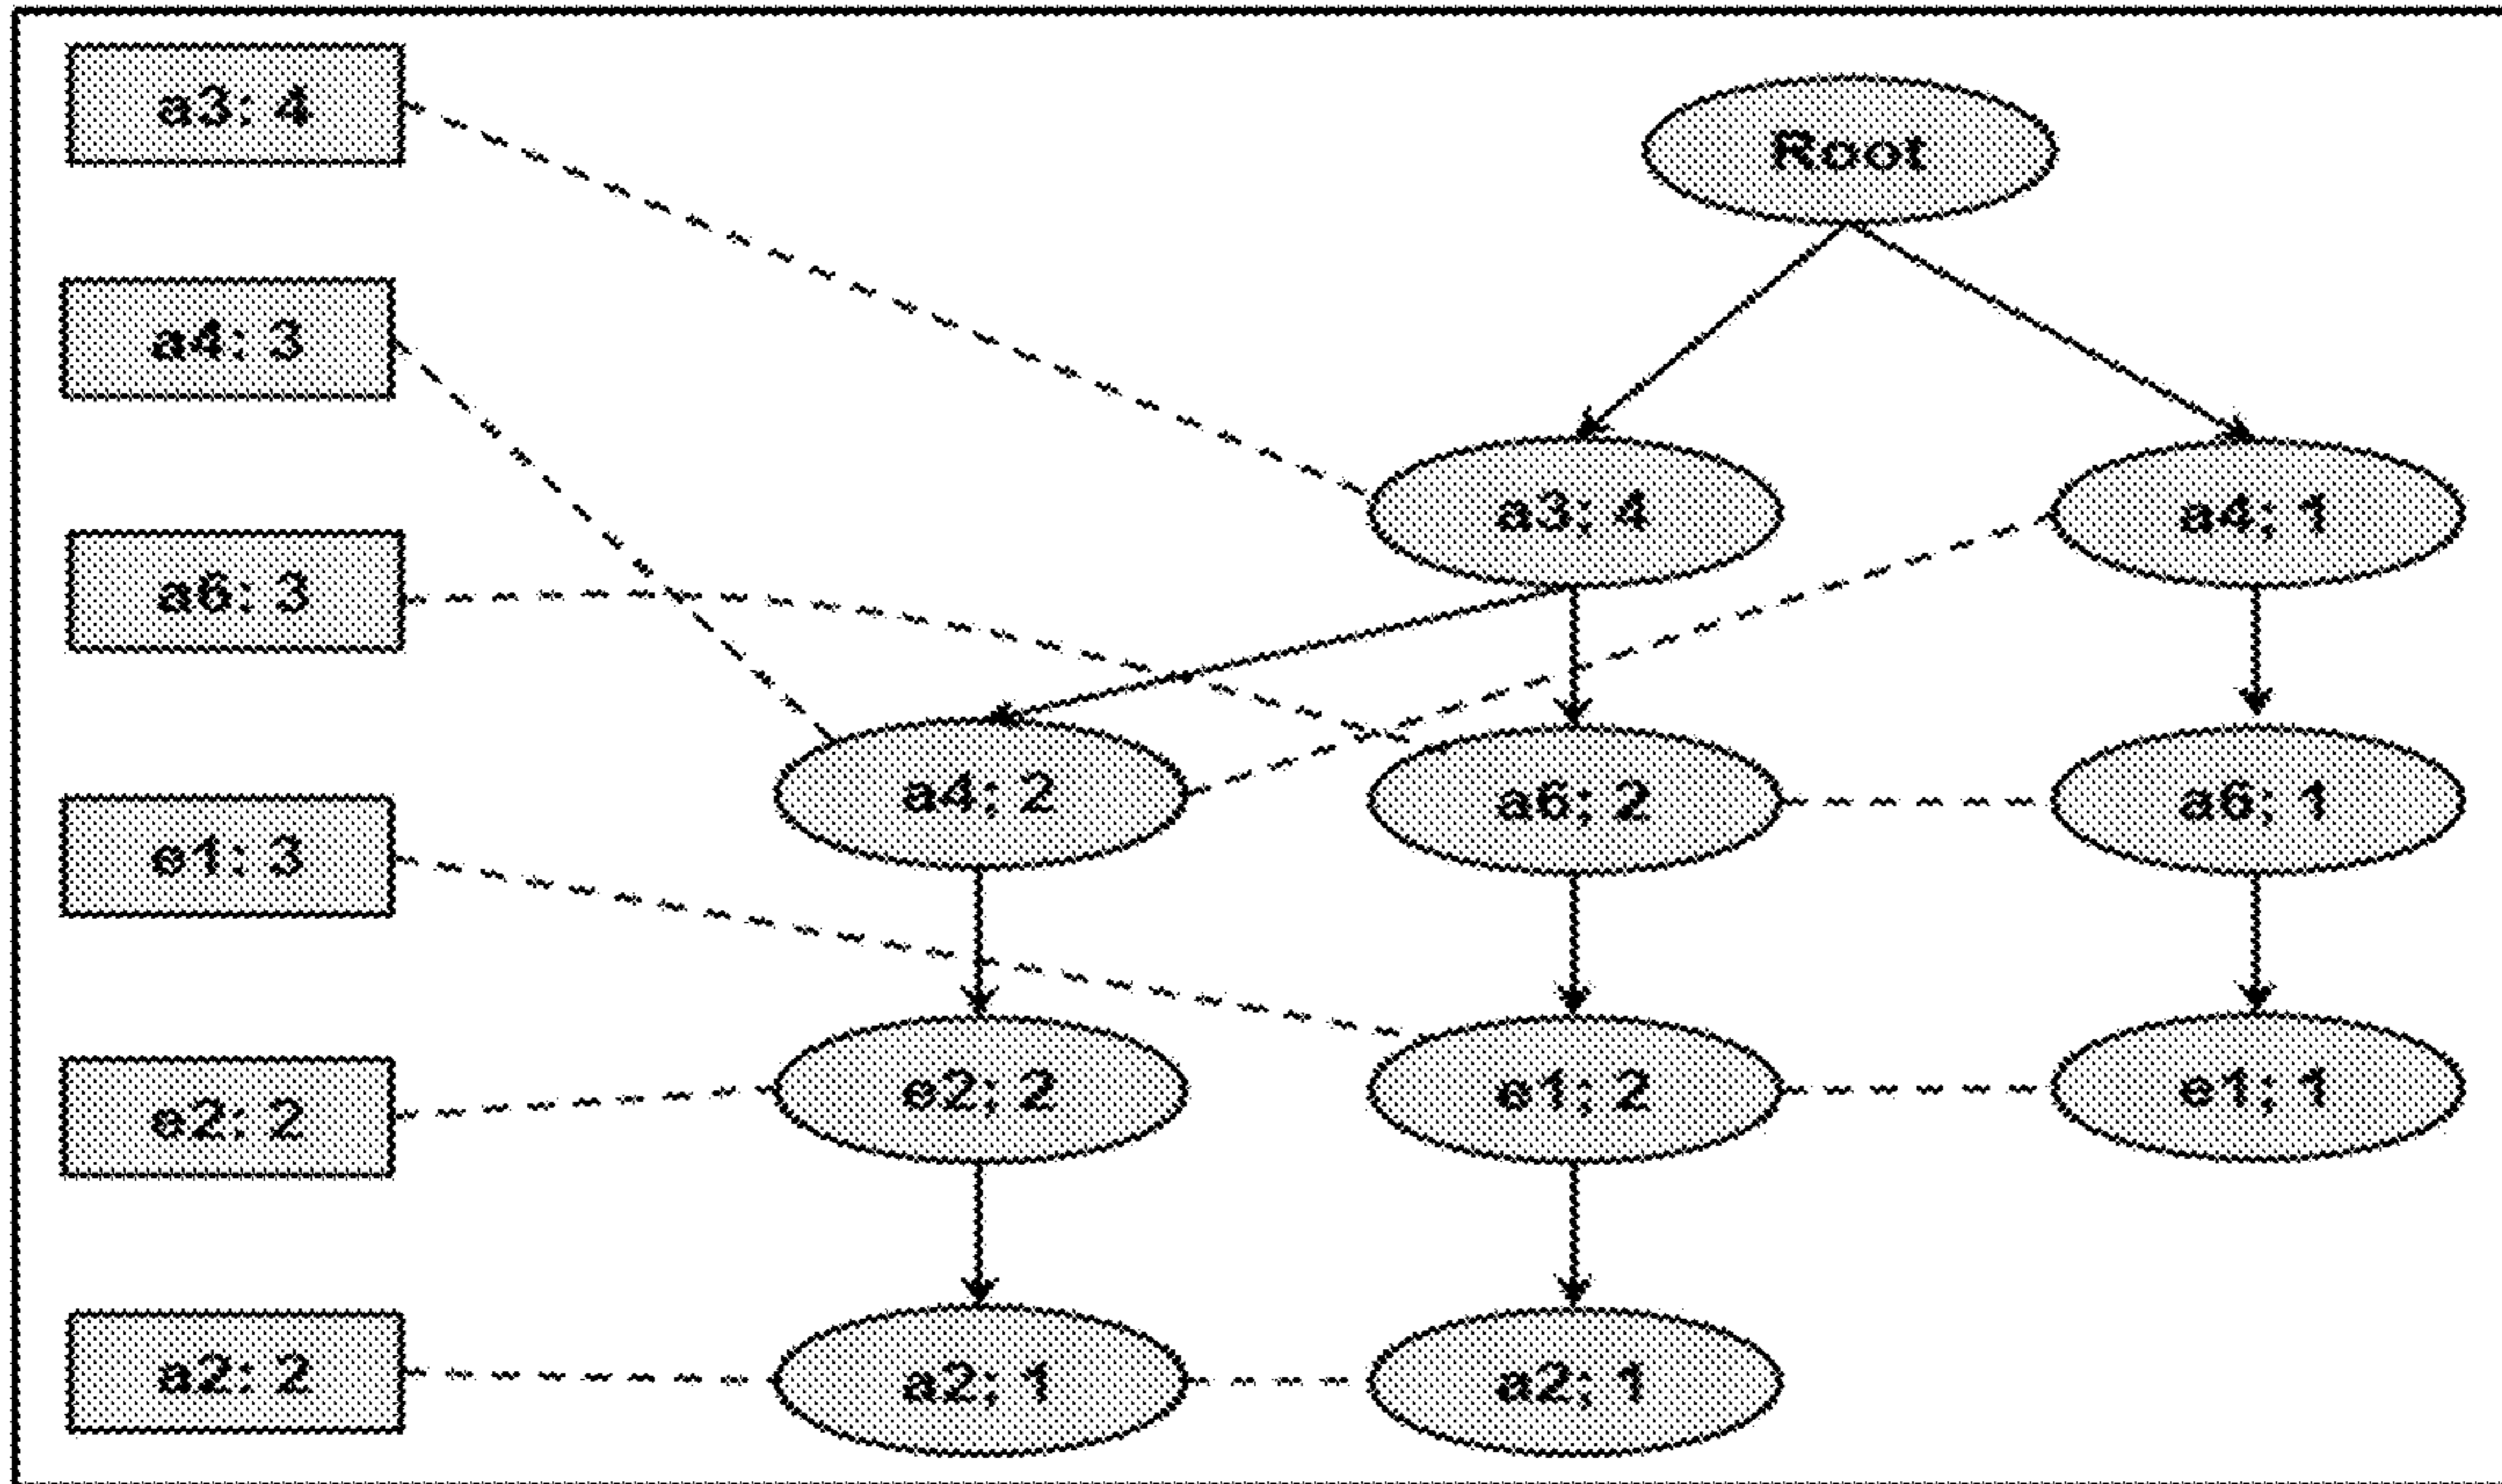 a3: 4
Root
a4: 3
a3; 4
a4; 1
a6: 3
a4; 2
a6; 2
a6; 1
e1: 3
e2; 2
e1; 2
e1; 1
e2: 2
a2: 2
a2; 1
a2; 1